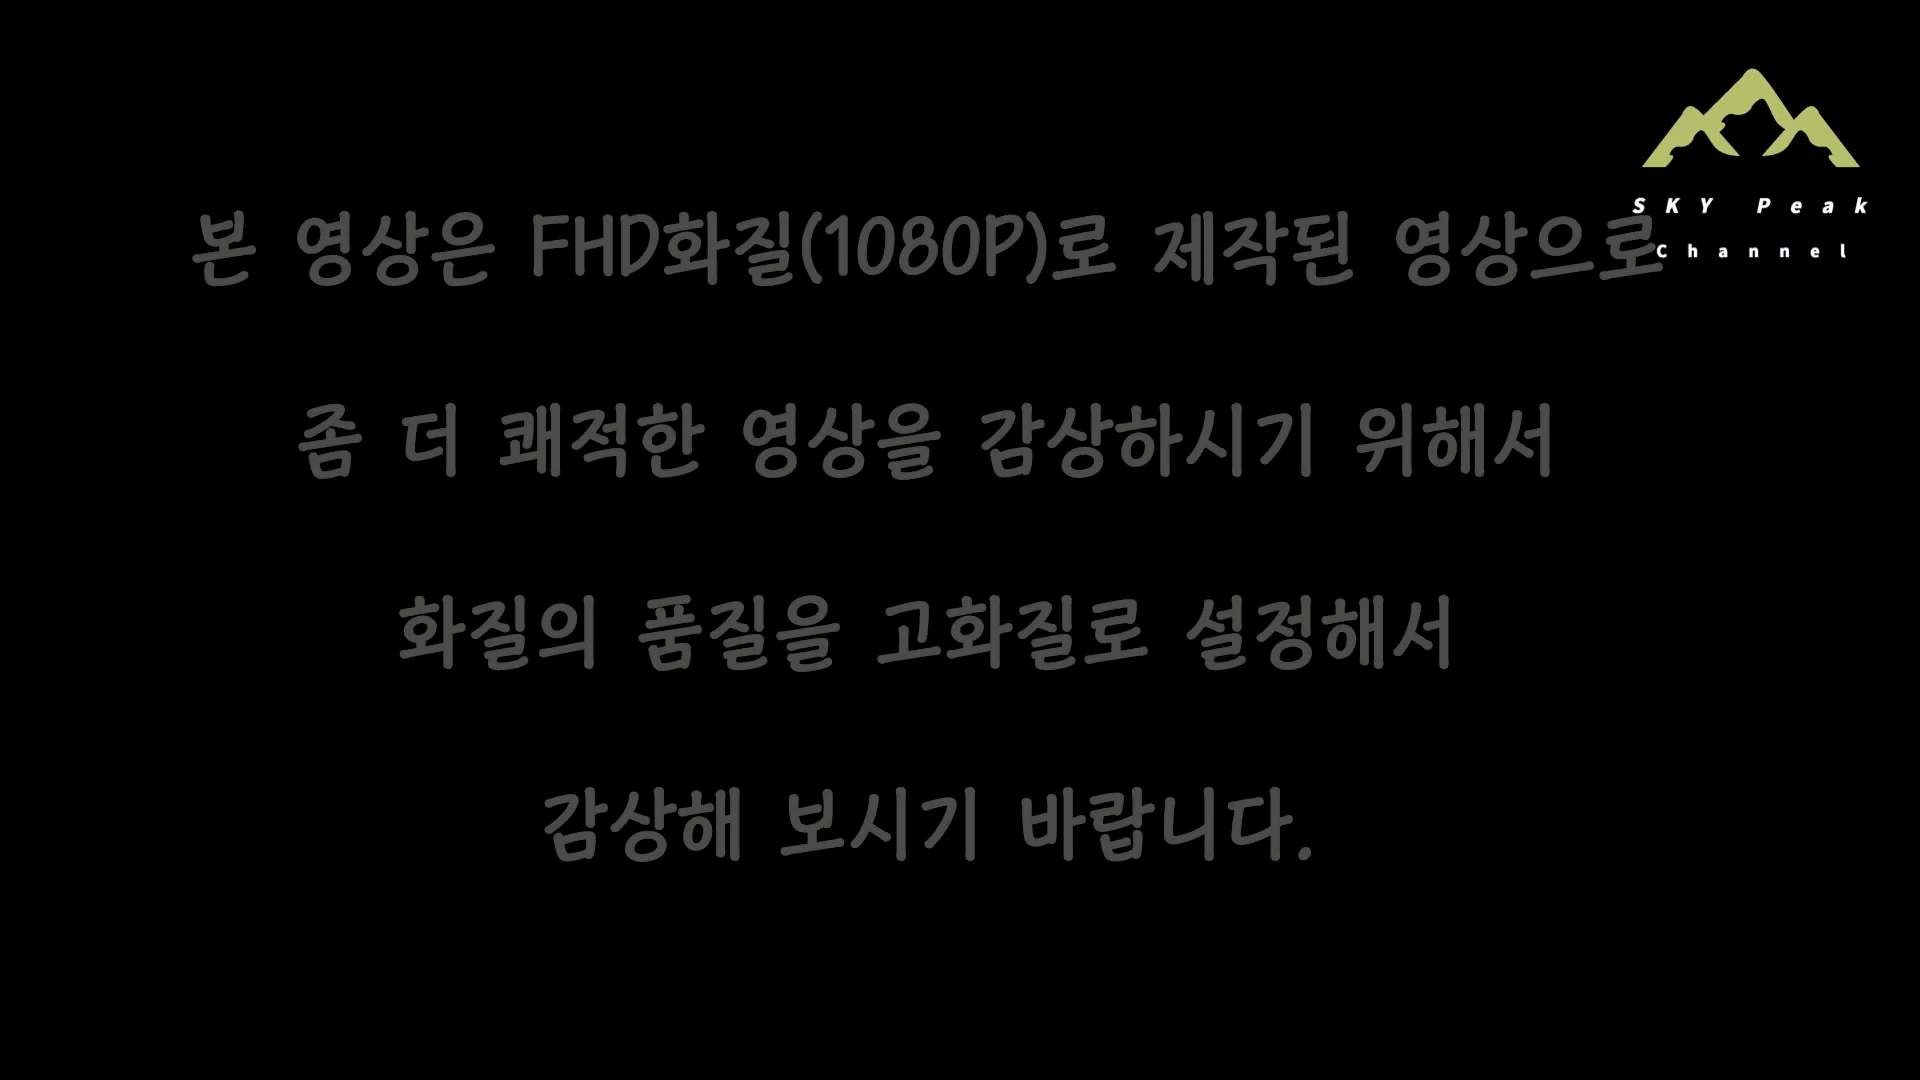 SKY Peak
Channel
본 영상은 FHD화질(1080P)로 제작된 영상으로
좀 더 쾌적한 영상을 감상하시기 위해서
화질의 품질을 고화질로 설정해서
감상해 보시기 바랍니다.